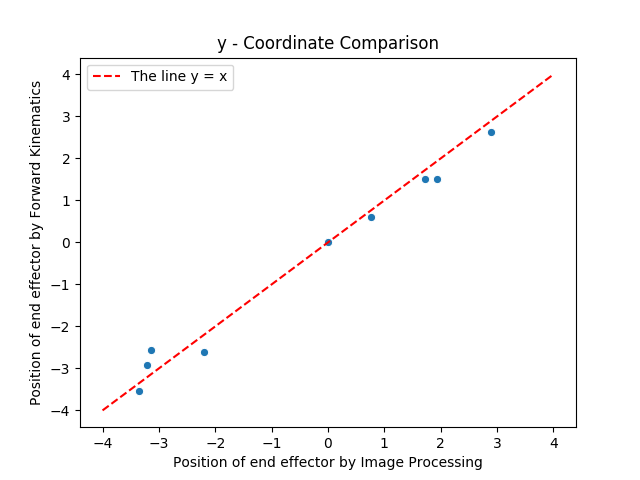 y - Coordinate Comparison
The line y = x
Position of end effector by Forward Kinematics
4
3
2
1
0
−1
−2
−3
−4
−4 −3 −2 −1 0 1 2 3 4
Position of end effector by Image Processing